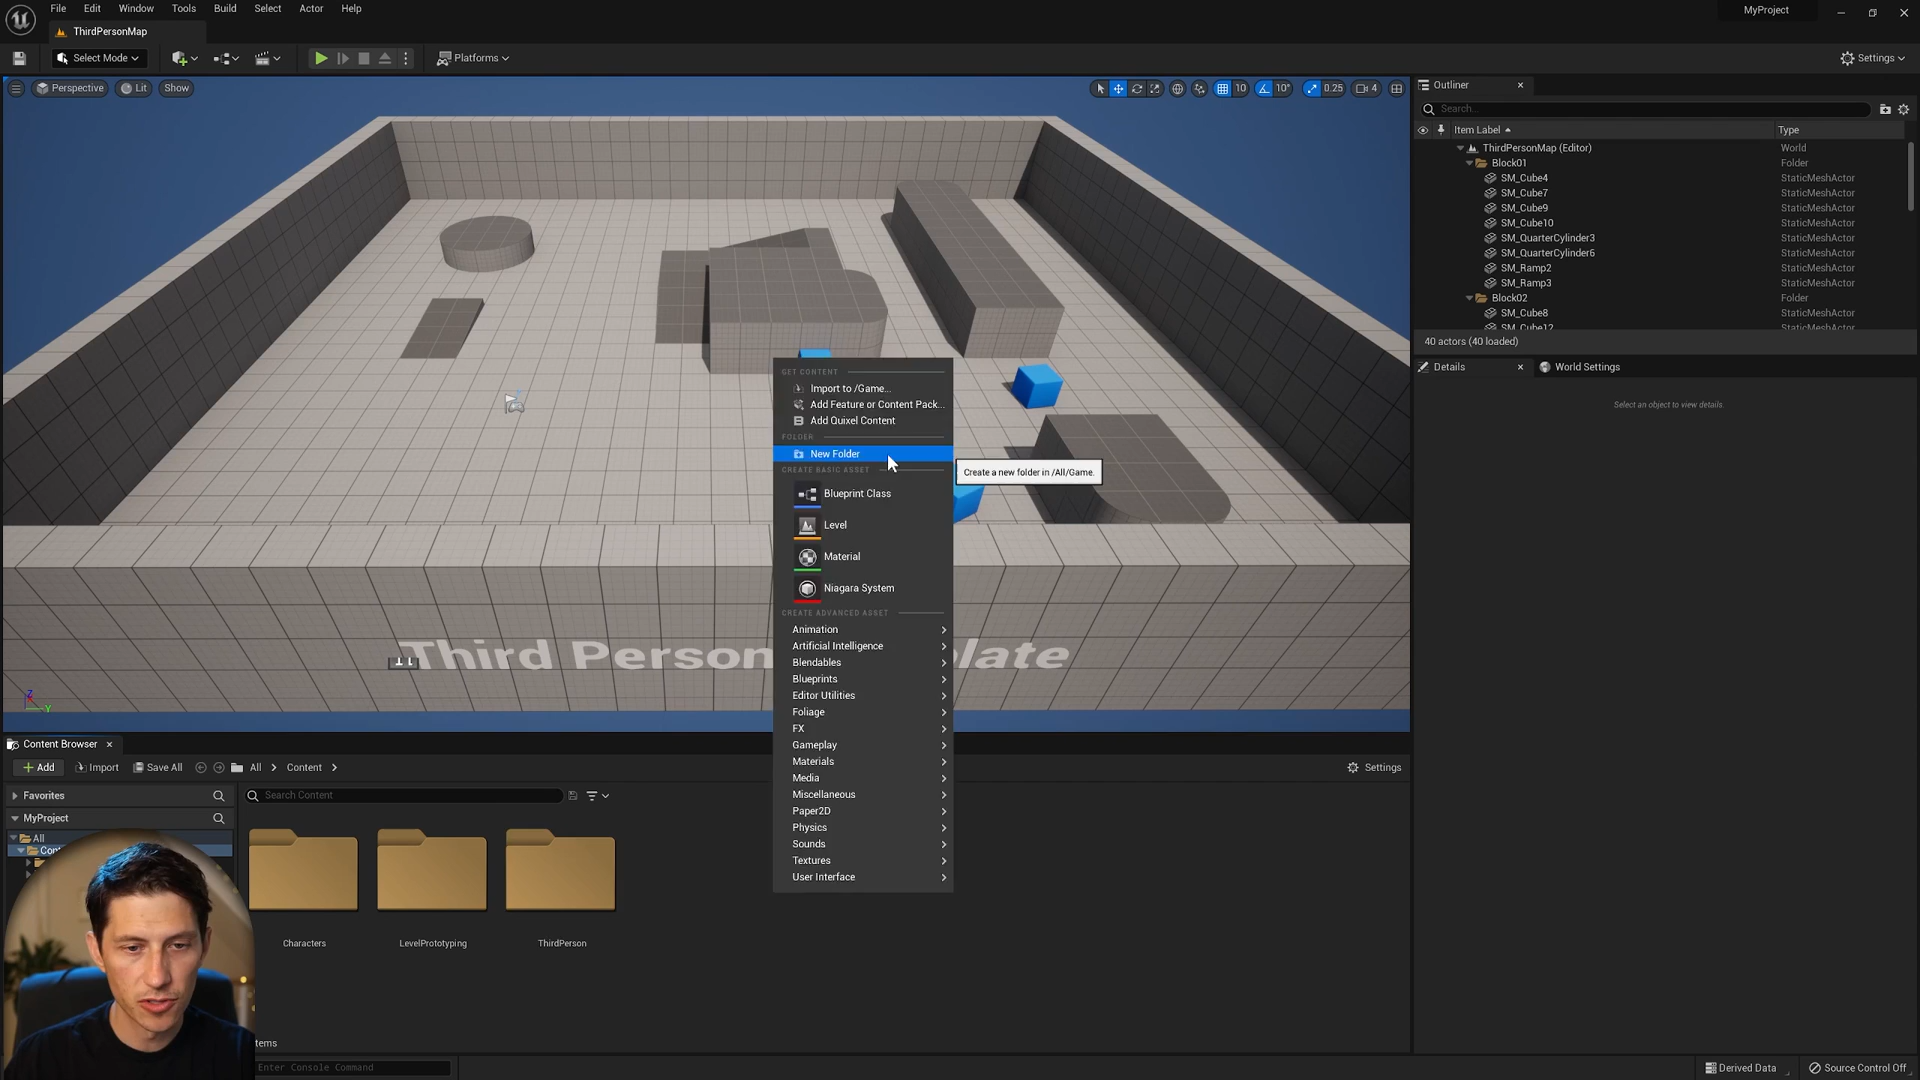 File Edit Window Tools Build Select Actor Help
MyProject
ThirdPersonMap
Select Mode
Platforms
Settings
Perspective Lit Show
10 10° 0.25 4
Outliner
Search...
Item Label Type
ThirdPersonMap (Editor) World
Block01 Folder
SM_Cube4 StaticMeshActor
SM_Cube7 StaticMeshActor
SM_Cube9 StaticMeshActor
SM_Cube10 StaticMeshActor
SM_QuarterCylinder3 StaticMeshActor
SM_QuarterCylinder6 StaticMeshActor
SM_Ramp2 StaticMeshActor
SM_Ramp3 StaticMeshActor
Block02 Folder
SM_Cube8 StaticMeshActor
SM_Cube12 StaticMeshActor
40 actors (40 loaded)
Details World Settings
Select an object to view details.
GET CONTENT
Import to /Game...
Add Feature or Content Pack...
Add Quixel Content
FOLDER
New Folder
Create a new folder in /All/Game.
CREATE BASIC ASSET
Blueprint Class
Level
Material
Niagara System
CREATE ADVANCED ASSET
Animation
Artificial Intelligence
Blendables
Blueprints
Editor Utilities
Foliage
FX
Gameplay
Materials
Media
Miscellaneous
Paper2D
Physics
Sounds
Textures
User Interface
Third Person late
Z
Y
Content Browser
Add Import Save All All Content
Settings
Favorites
Search Content
MyProject
All
Con
Characters LevelPrototyping ThirdPerson
tems
Enter Console Command
Derived Data Source Control Off